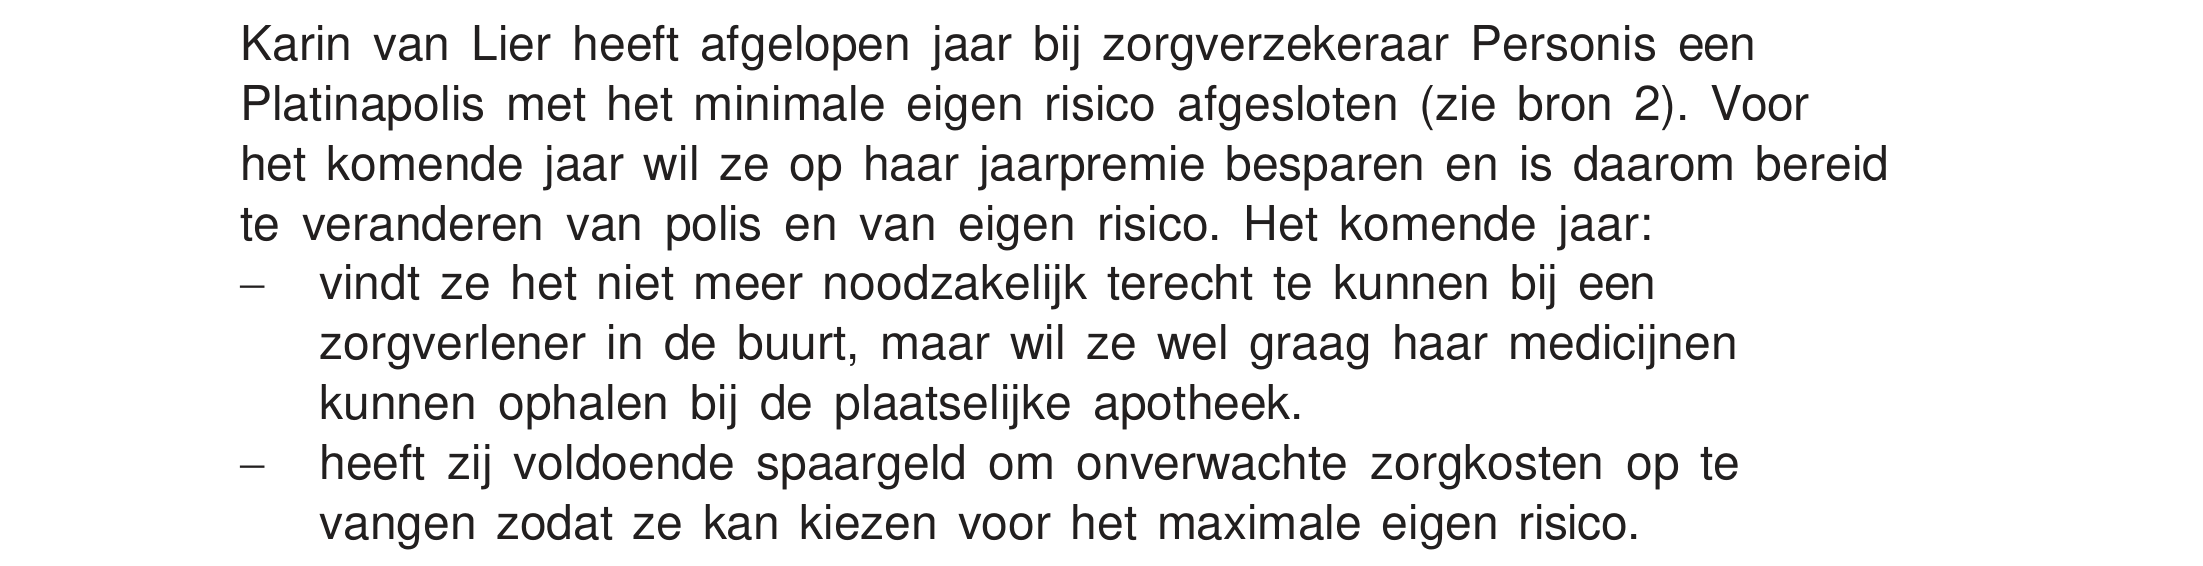 Karin van Lier heeft afgelopen jaar bij zorgverzekeraar Personis een
Platinapolis met het minimale eigen risico afgesloten (zie bron 2). Voor
het komende jaar wil ze op haar jaarpremie besparen en is daarom bereid
te veranderen van polis en van eigen risico. Het komende jaar:
– vindt ze het niet meer noodzakelijk terecht te kunnen bij een
zorgverlener in de buurt, maar wil ze wel graag haar medicijnen
kunnen ophalen bij de plaatselijke apotheek.
– heeft zij voldoende spaargeld om onverwachte zorgkosten op te
vangen zodat ze kan kiezen voor het maximale eigen risico.